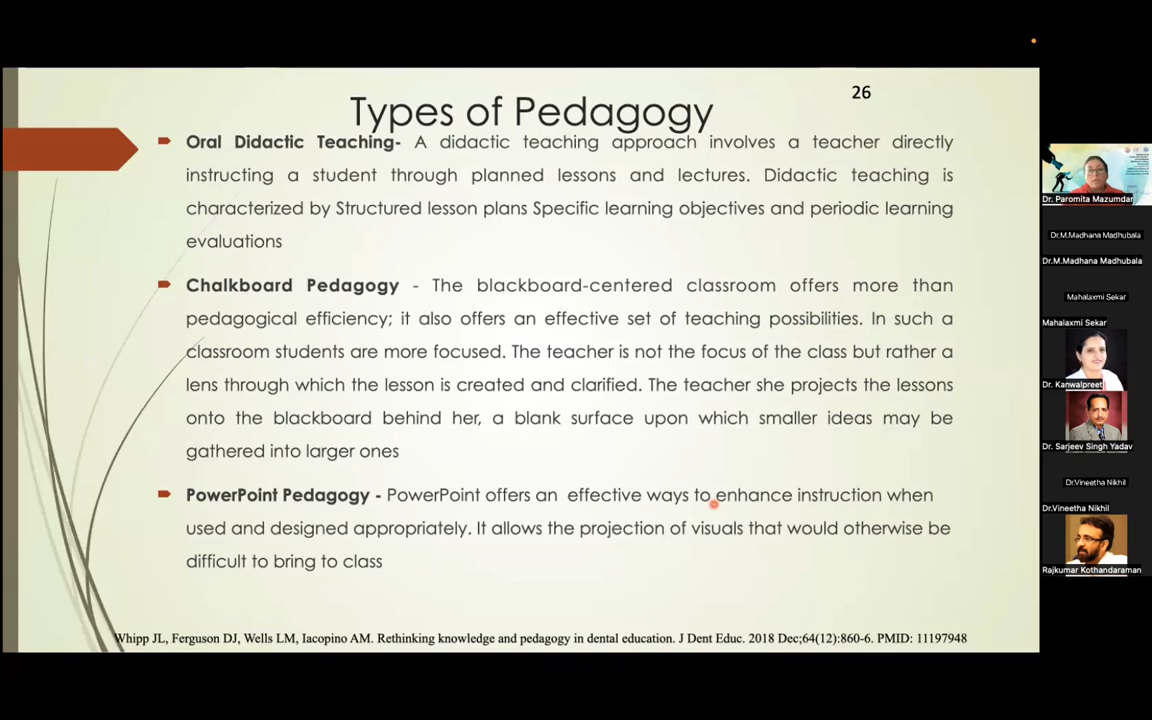 26
Types of Pedagogy
Oral Didactic Teaching- A didactic teaching approach involves a teacher directly
instructing a student through planned lessons and lectures. Didactic teaching is
characterized by Structured lesson plans Specific learning objectives and periodic learning
evaluations
Chalkboard Pedagogy - The blackboard-centered classroom offers more than
pedagogical efficiency; it also offers an effective set of teaching possibilities. In such a
classroom students are more focused. The teacher is not the focus of the class but rather a
lens through which the lesson is created and clarified. The teacher she projects the lessons
onto the blackboard behind her, a blank surface upon which smaller ideas may be
gathered into larger ones
PowerPoint Pedagogy - PowerPoint offers an effective ways to enhance instruction when
used and designed appropriately. It allows the projection of visuals that would otherwise be
difficult to bring to class
Whipp JL, Ferguson DJ, Wells LM, Iacopino AM. Rethinking knowledge and pedagogy in dental education. J Dent Educ. 2018 Dec;64(12):860-6. PMID: 11197948
Dr. Paromita Mazumdar
Dr.M.Madhana Madhubala
Dr.M.Madhana Madhubala
Mahalaxmi Sekar
Mahalaxmi Sekar
Dr. Kanwalpreet
Dr. Sarjeev Singh Yadav
Dr.Vineetha Nikhil
Dr.Vineetha Nikhil
Rajkumar Kothandaraman